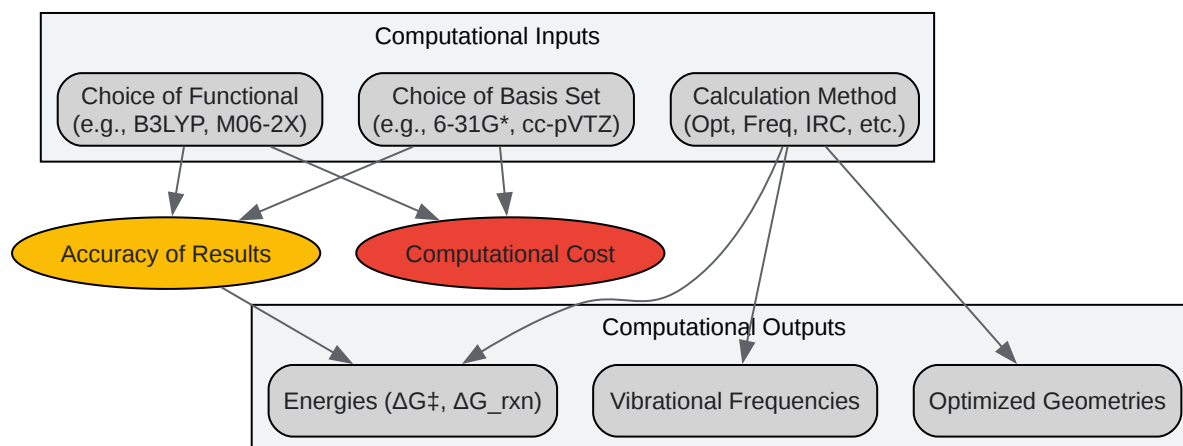 Computational Inputs
Choice of Functional
(e.g., B3LYP, M06-2X)
Choice of Basis Set
(e.g., 6-31G*, cc-pVTZ)
Calculation Method
(Opt, Freq, IRC, etc.)
Accuracy of Results
Computational Cost
Computational Outputs
Energies (ΔG‡, ΔG_rxn)
Vibrational Frequencies
Optimized Geometries